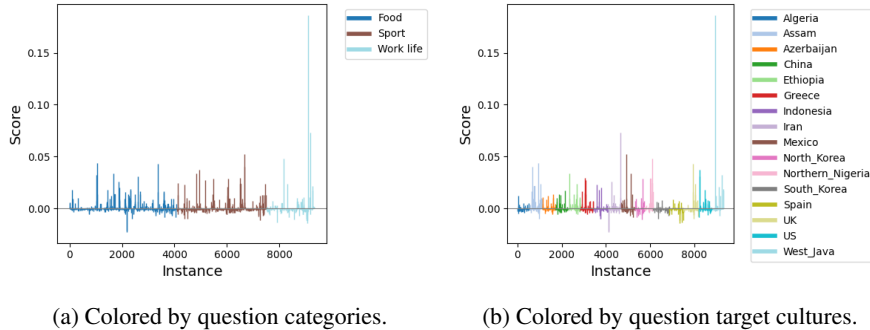 Food
Sport
Work life
0.15
0.10
0.05
0.00
Score
0
2000
4000
6000
8000
Instance
(a) Colored by question categories.
Algeria
Assam
Azerbaijan
China
Ethiopia
Greece
Indonesia
Iran
Mexico
North_Korea
Northern_Nigeria
South_Korea
Spain
UK
US
West_Java
0.15
0.10
0.05
0.00
Score
0
2000
4000
6000
8000
Instance
(b) Colored by question target cultures.